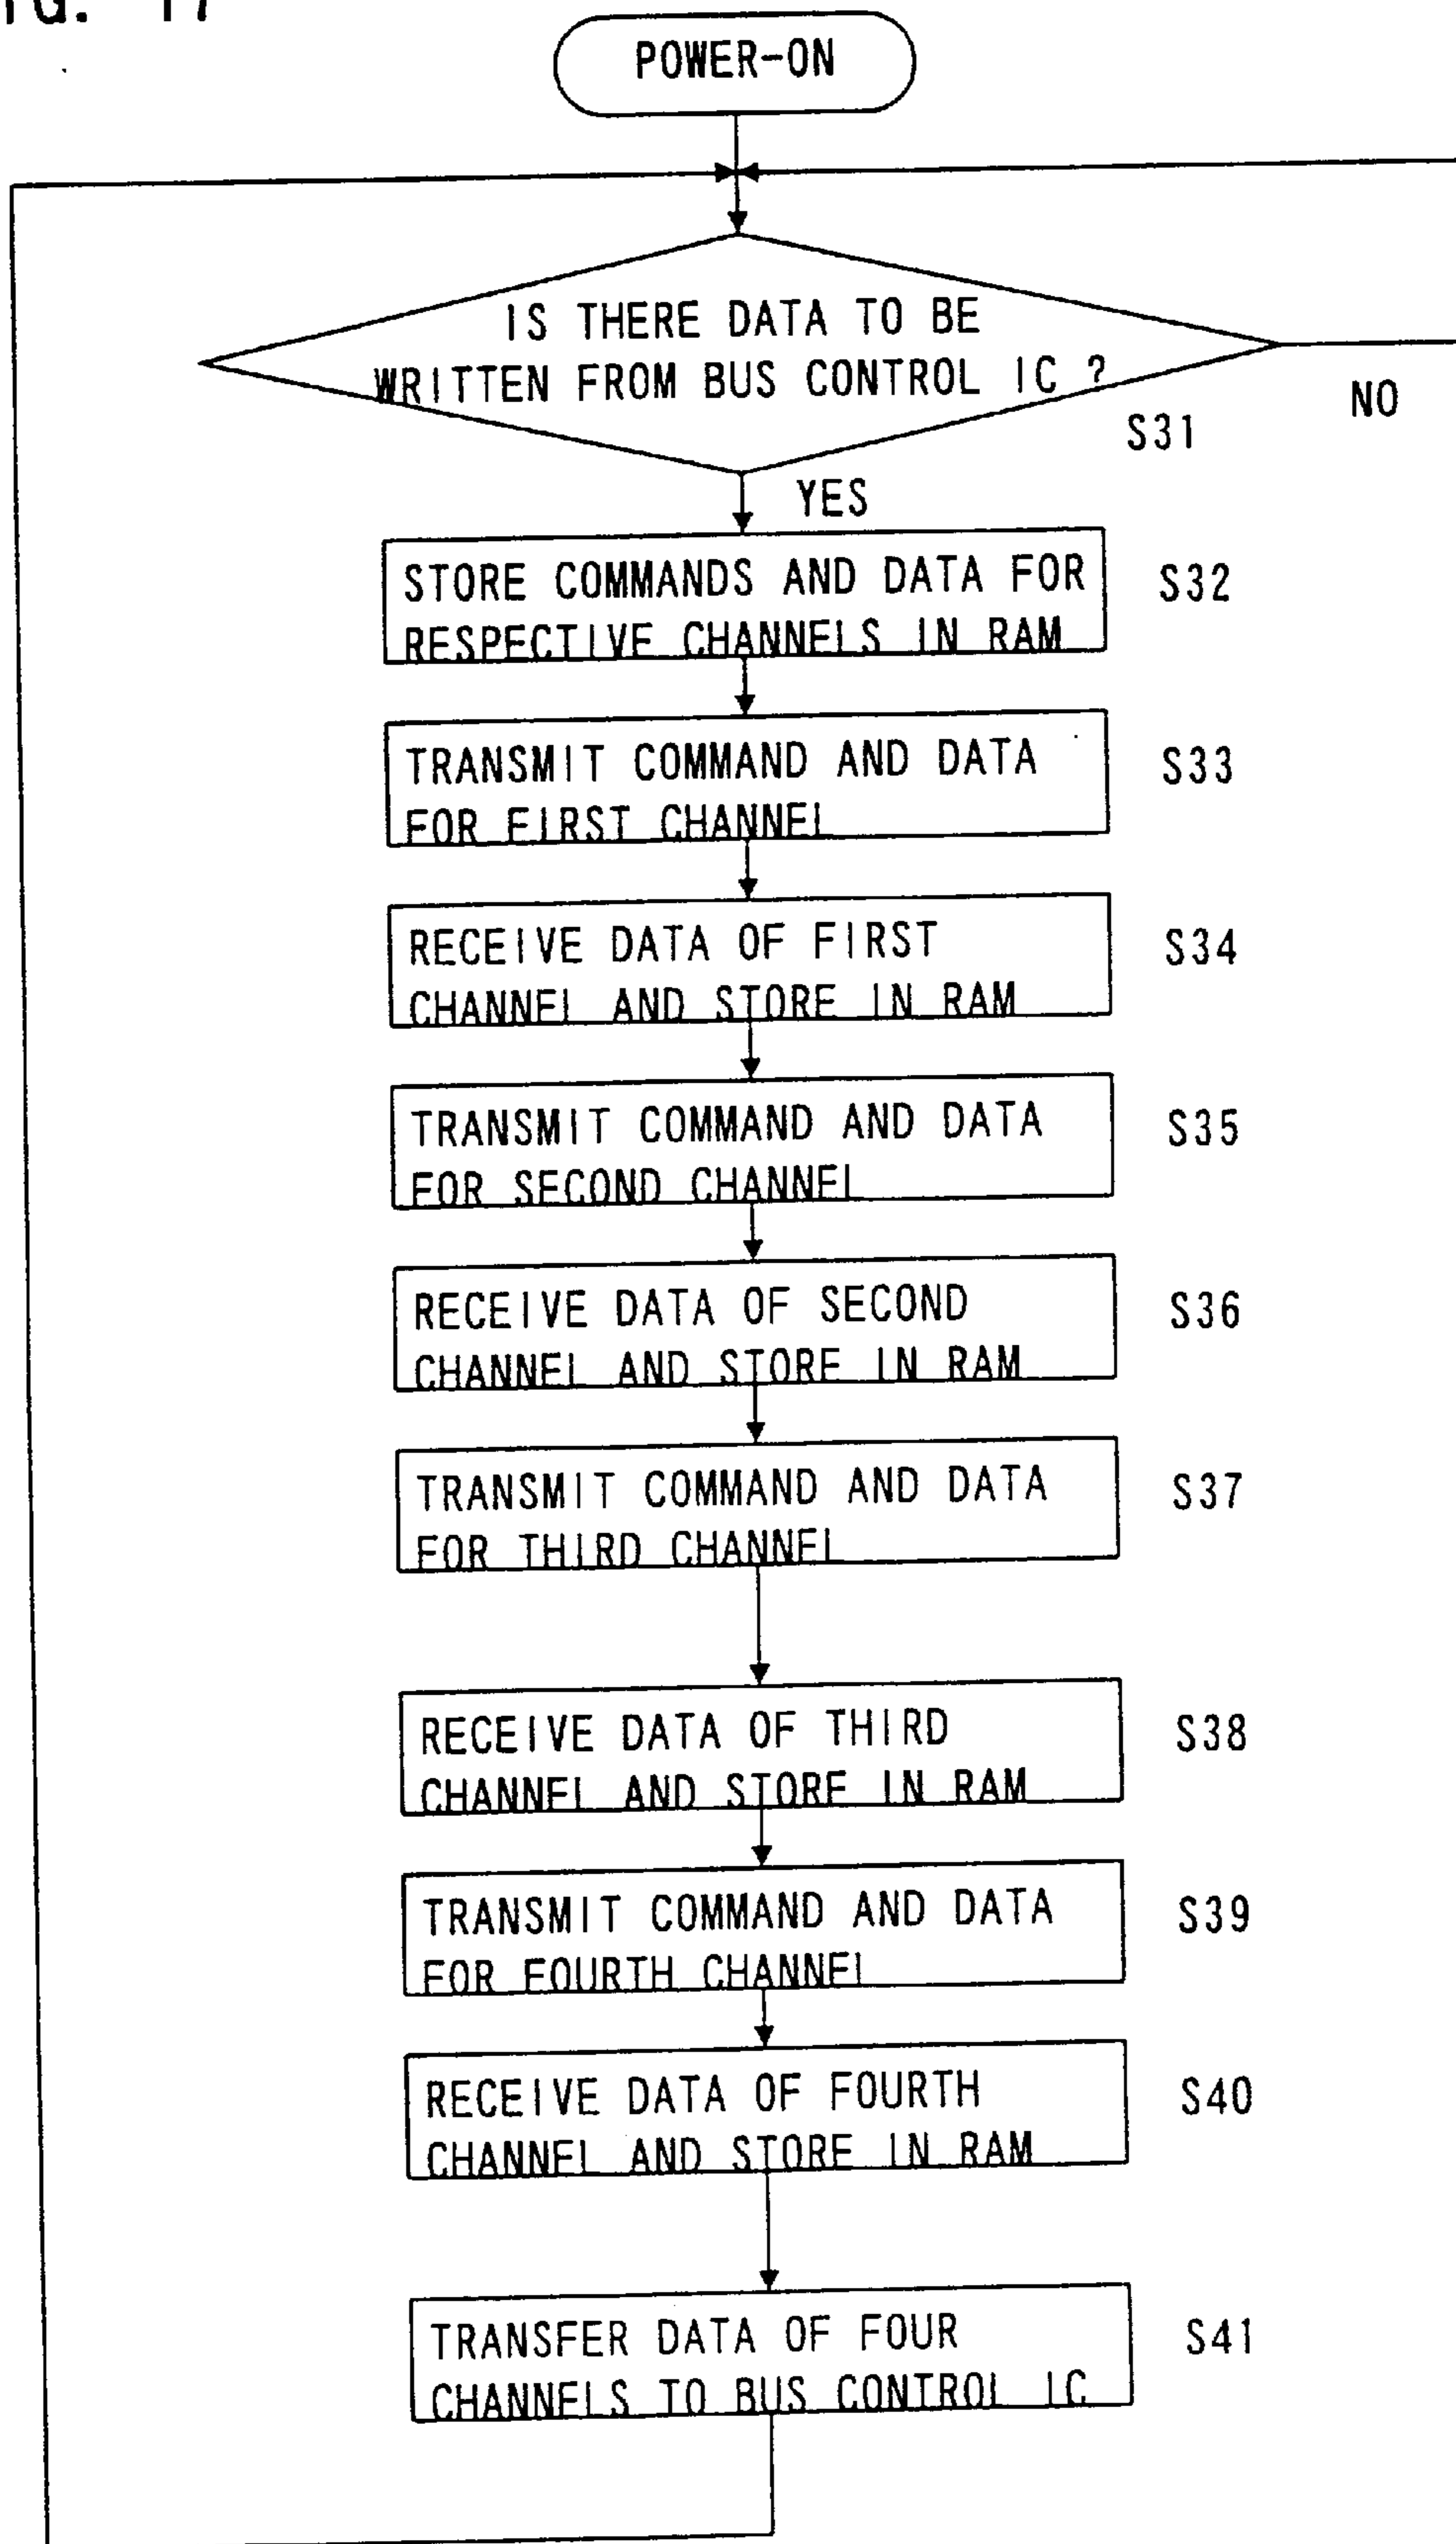 FIG. 17
POWER-ON
IS THERE DATA TO BE
WRITTEN FROM BUS CONTROL IC ?
NO
S31
YES
STORE COMMANDS AND DATA FOR
RESPECTIVE CHANNELS IN RAM
S32
TRANSMIT COMMAND AND DATA
FOR FIRST CHANNEL
S33
RECEIVE DATA OF FIRST
CHANNEL AND STORE IN RAM
S34
TRANSMIT COMMAND AND DATA
FOR SECOND CHANNEL
S35
RECEIVE DATA OF SECOND
CHANNEL AND STORE IN RAM
S36
TRANSMIT COMMAND AND DATA
FOR THIRD CHANNEL
S37
RECEIVE DATA OF THIRD
CHANNEL AND STORE IN RAM
S38
TRANSMIT COMMAND AND DATA
FOR FOURTH CHANNEL
S39
RECEIVE DATA OF FOURTH
CHANNEL AND STORE IN RAM
S40
TRANSFER DATA OF FOUR
CHANNELS TO BUS CONTROL IC
S41